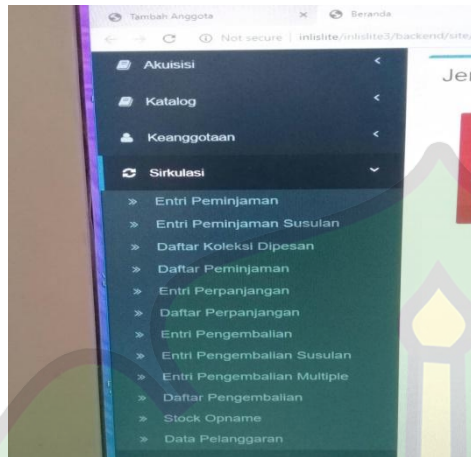 Tambah Anggota
Beranda
Not secure | inlislite/inlislite3/backend/site/
Akuisisi
Jer
Katalog
Keanggotaan
Sirkulasi
Entri Peminjaman
Entri Peminjaman Susulan
Daftar Koleksi Dipesan
Daftar Peminjaman
Entri Perpanjangan
Daftar Perpanjangan
Entri Pengembalian
Entri Pengembalian Susulan
Entri Pengembalian Multiple
Daftar Pengembalian
Stock Opname
Data Pelanggaran